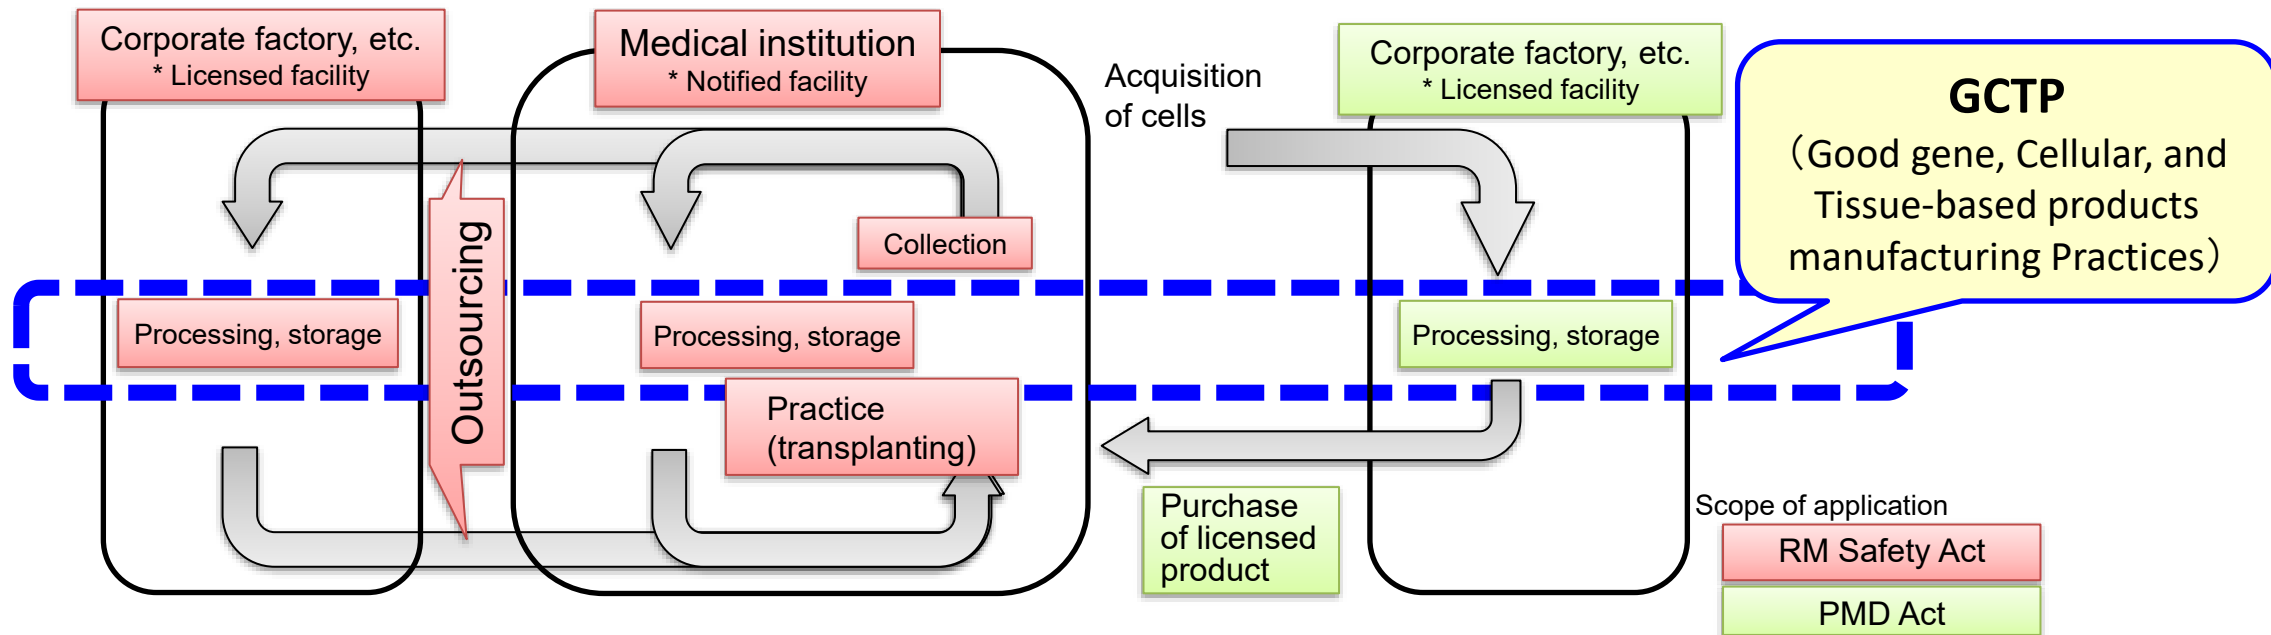 Corporate factory, etc.
* Licensed facility
Medical institution
* Notified facility
Acquisition
of cells
Corporate factory, etc.
* Licensed facility
GCTP
（Good gene, Cellular, and
Tissue-based products
manufacturing Practices）
Outsourcing
Collection
Processing, storage
Processing, storage
Processing, storage
Practice
(transplanting)
Purchase
of licensed
product
Scope of application
RM Safety Act
PMD Act